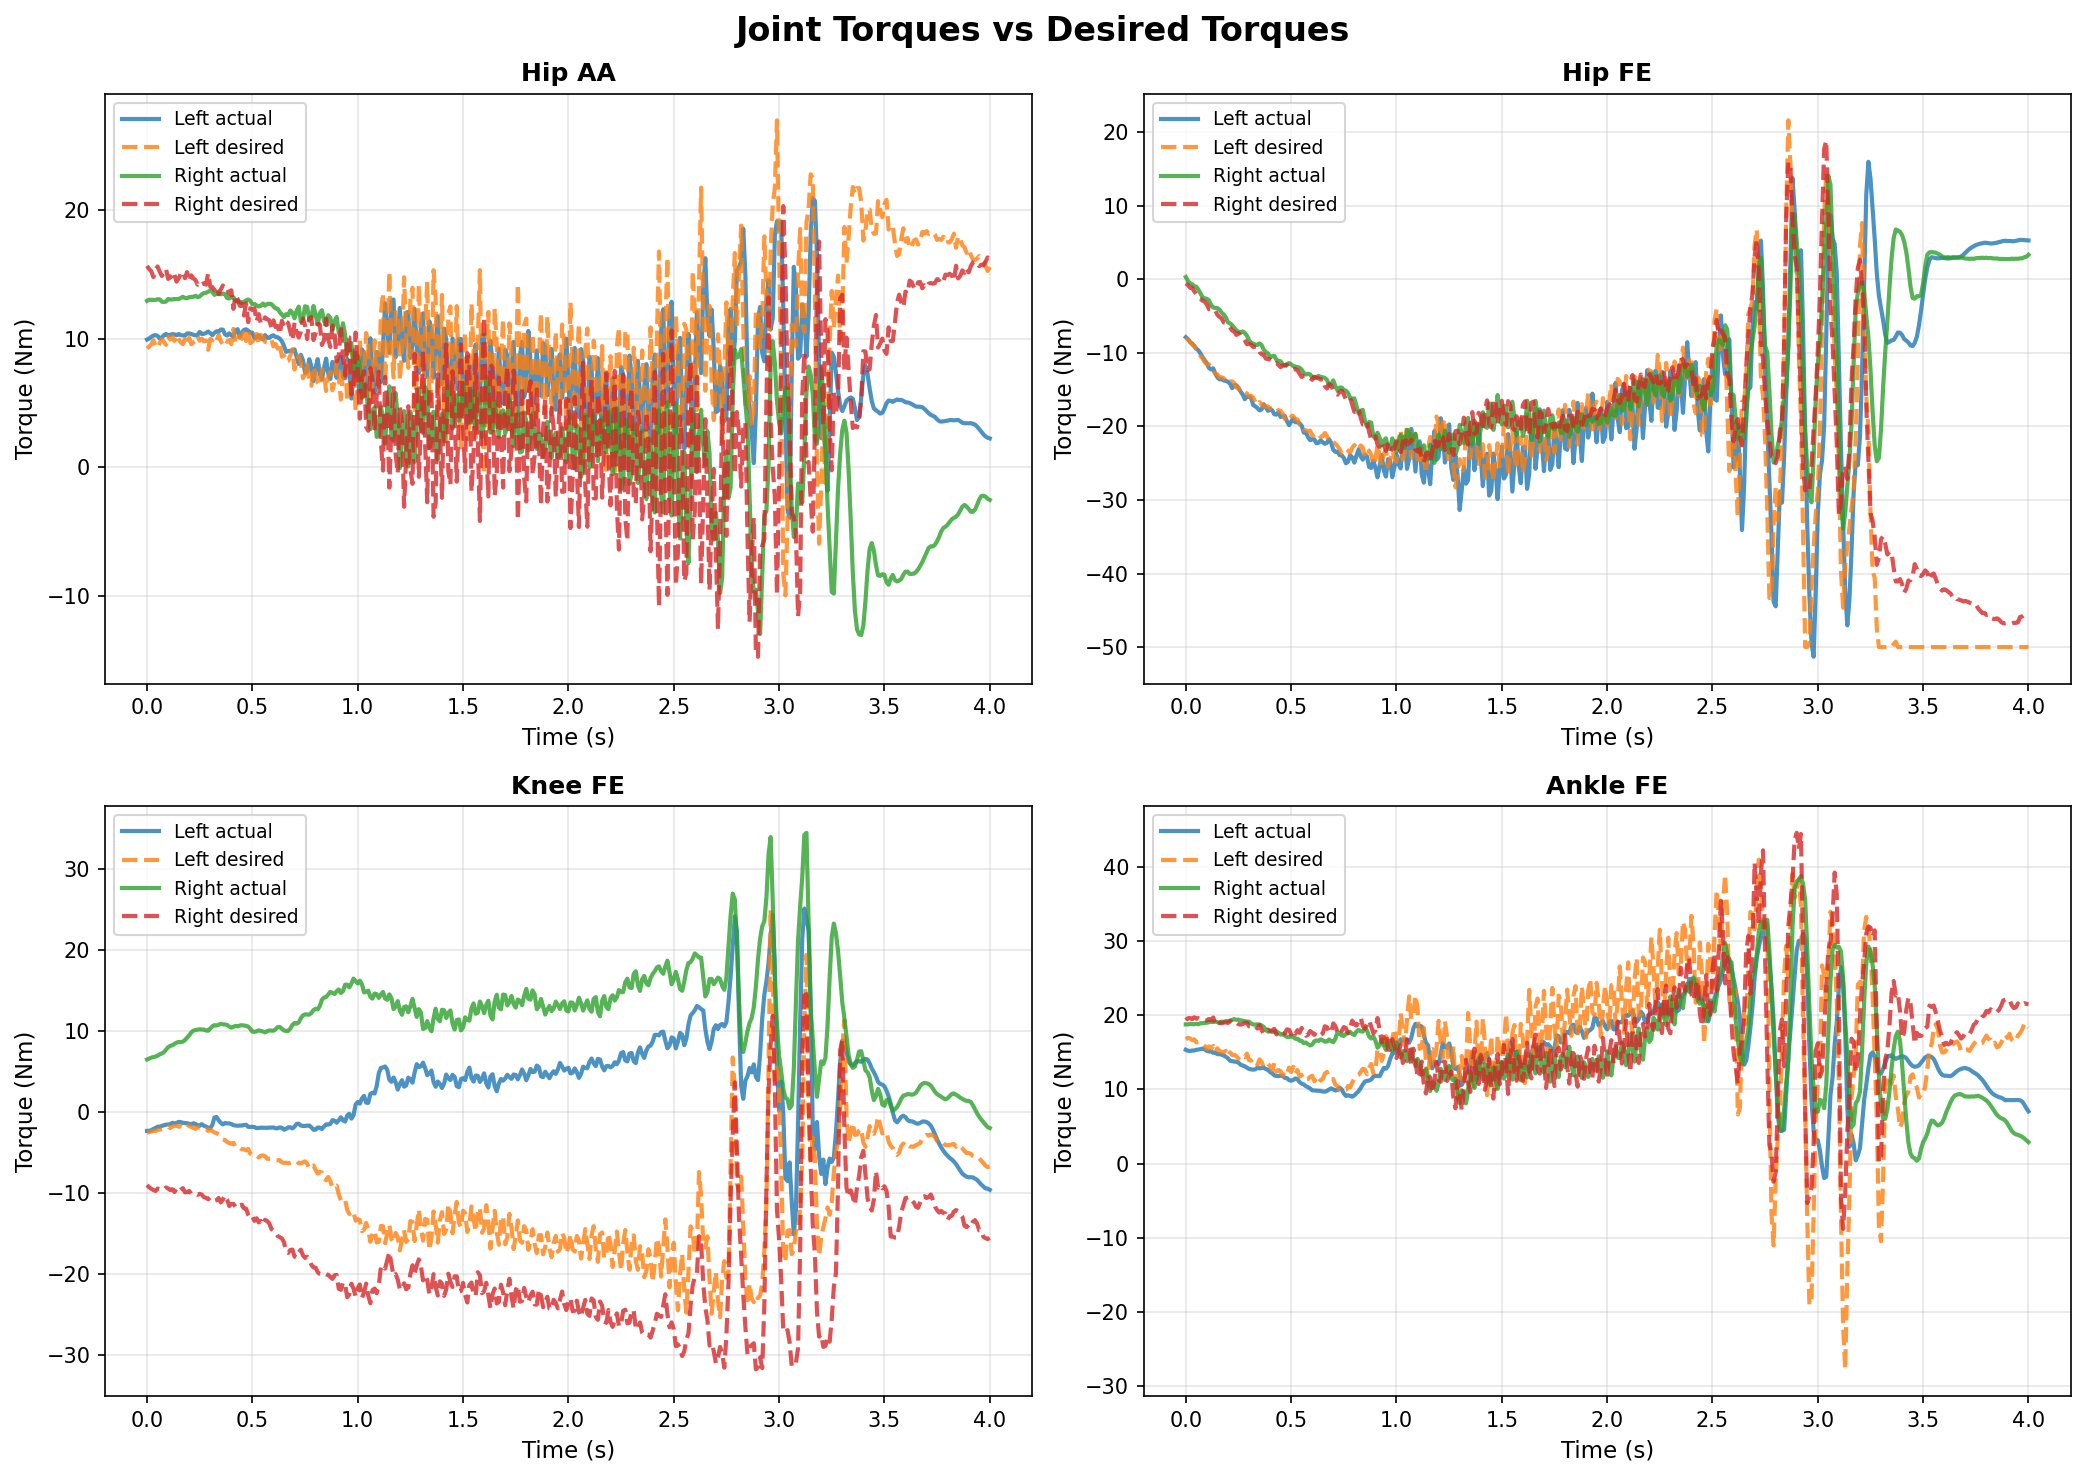 Joint Torques vs Desired Torques
Hip AA
Left actual
Left desired
Right actual
Right desired
Torque (Nm)
20
10
0
−10
0.0 0.5 1.0 1.5 2.0 2.5 3.0 3.5 4.0
Time (s)
Hip FE
Left actual
Left desired
Right actual
Right desired
Torque (Nm)
20
10
0
−10
−20
−30
−40
−50
0.0 0.5 1.0 1.5 2.0 2.5 3.0 3.5 4.0
Time (s)
Knee FE
Left actual
Left desired
Right actual
Right desired
Torque (Nm)
30
20
10
0
−10
−20
−30
0.0 0.5 1.0 1.5 2.0 2.5 3.0 3.5 4.0
Time (s)
Ankle FE
Left actual
Left desired
Right actual
Right desired
Torque (Nm)
40
30
20
10
0
−10
−20
−30
0.0 0.5 1.0 1.5 2.0 2.5 3.0 3.5 4.0
Time (s)